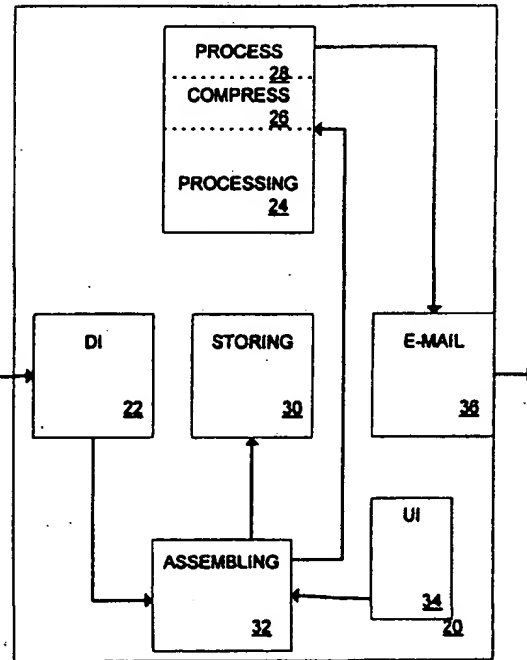 PROCESS
28
COMPRESS
26
PROCESSING
24
DI
22
STORING
30
E-MAIL
36
ASSEMBLING
32
UI
34
20